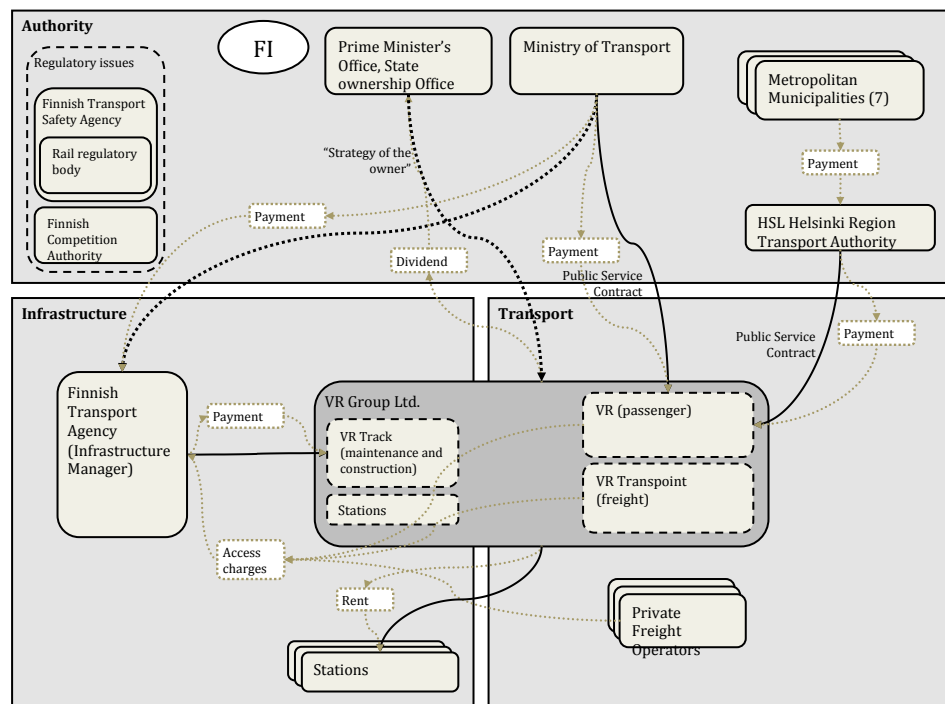 Authority
FI
Prime Minister's
Office, State
ownership Office
Ministry of Transport
Metropolitan
Municipalities (7)
Regulatory issues
Finnish Transport
Safety Agency
Rail regulatory
body
Finnish
Competition
Authority
"Strategy of the
owner"
Payment
Payment
HSL Helsinki Region
Transport Authority
Dividend
Payment
Public Service
Contract
Infrastructure
Transport
Public Service
Contract
Payment
Finnish
Transport
Agency
(Infrastructure
Manager)
Payment
VR Group Ltd.
VR Track
(maintenance and
construction)
Stations
VR (passenger)
VR Transpoint
(freight)
Access
charges
Rent
Stations
Private
Freight
Operators